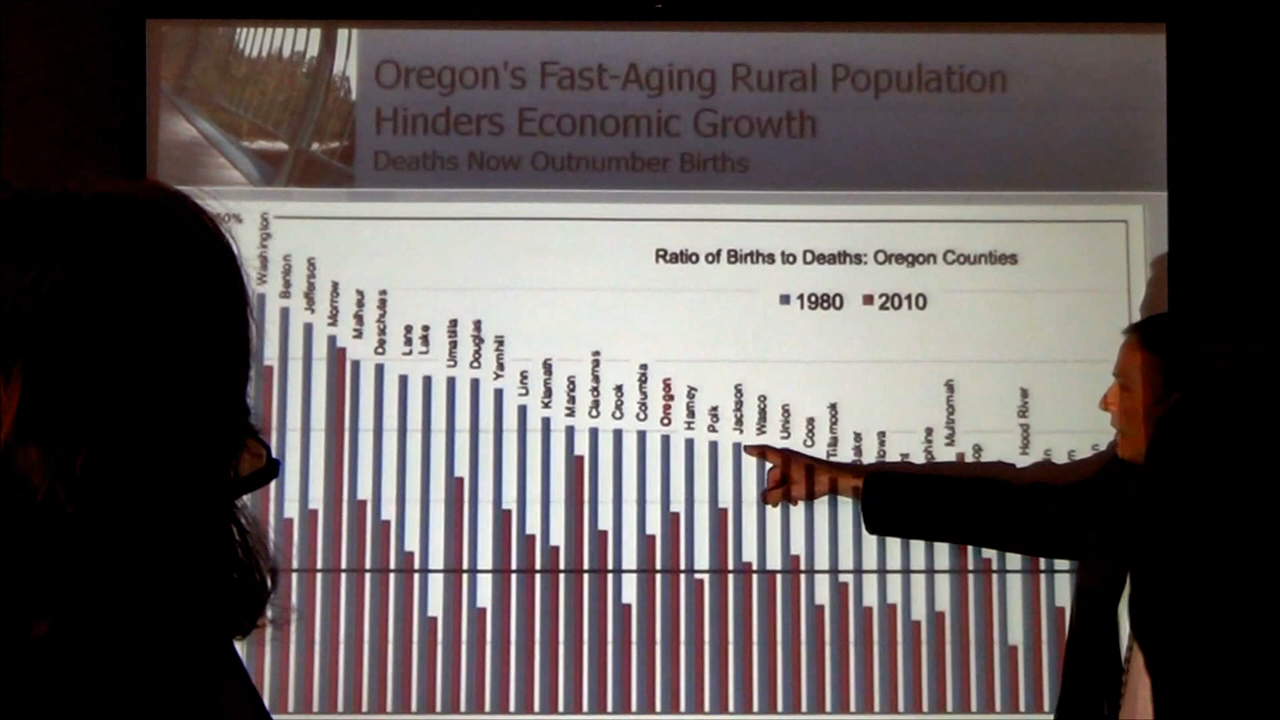 Oregon's Fast-Aging Rural Population
Hinders Economic Growth
Deaths Now Outnumber Births
Ratio of Births to Deaths: Oregon Counties
1980 2010
Washington
Benton
Jefferson
Morrow
Malheur
Deschutes
Lane
Lake
Umatilla
Douglas
Yamhill
Linn
Klamath
Marion
Clackamas
Crook
Columbia
Oregon
Harney
Polk
Jackson
Wasco
Union
Coos
Tillamook
Multnomah
Hood River